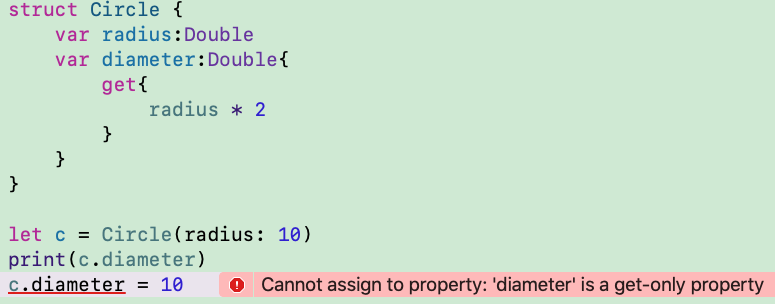 struct Circle {
    var radius:Double
    var diameter:Double{
        get{
            radius * 2
        }
    }
}

let c = Circle(radius: 10)
print(c.diameter)
c.diameter = 10 Cannot assign to property: 'diameter' is a get-only property